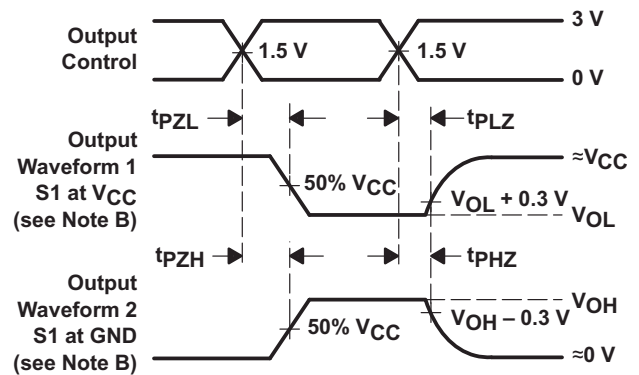 Output
Control
3 V
1.5 V
1.5 V
0 V
tPZL
tPLZ
Output
Waveform 1
S1 at VCC
(see Note B)
≈VCC
50% VCC
VOL + 0.3 V
VOL
tPZH
tPHZ
Output
Waveform 2
S1 at GND
(see Note B)
VOH
50% VCC
VOH – 0.3 V
≈0 V